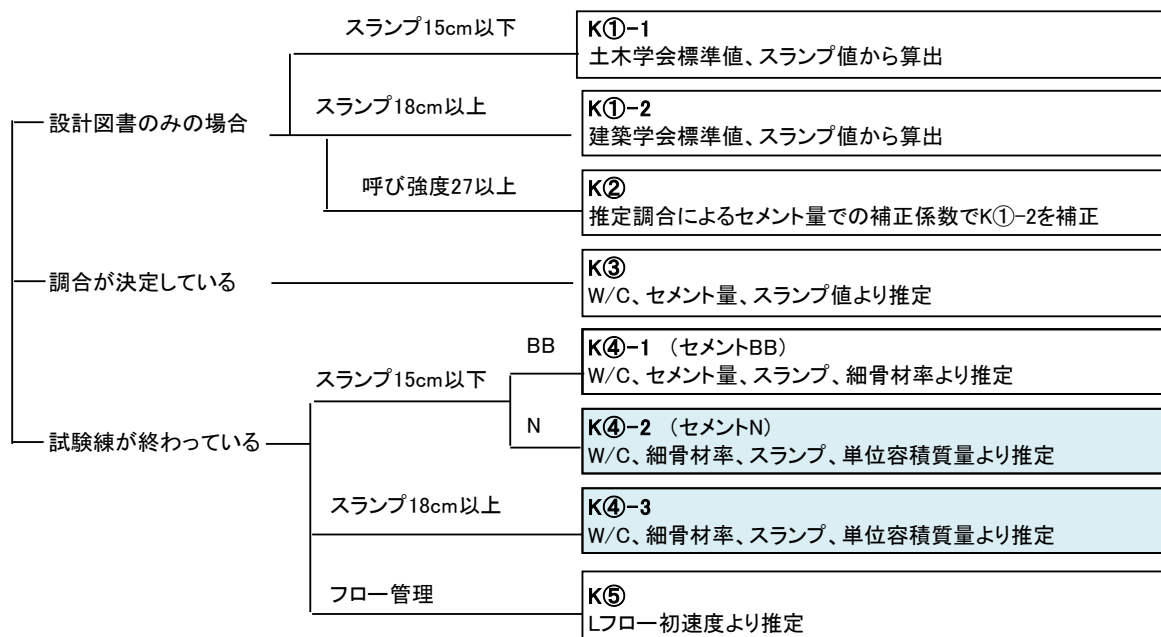 スランプ15cm以下
K①-1
土木学会標準値、スランプ値から算出
設計図書のみの場合
スランプ18cm以上
K①-2
建築学会標準値、スランプ値から算出
呼び強度27以上
K②
推定調合によるセメント量での補正係数でK①-2を補正
調合が決定している
K③
W/C、セメント量、スランプ値より推定
試験練が終わっている
スランプ15cm以下
BB
K④-1 (セメントBB)
W/C、セメント量、スランプ、細骨材率より推定
N
K④-2 (セメントN)
W/C、細骨材率、スランプ、単位容積質量より推定
スランプ18cm以上
K④-3
W/C、細骨材率、スランプ、単位容積質量より推定
フロー管理
K⑤
Lフロー初速度より推定